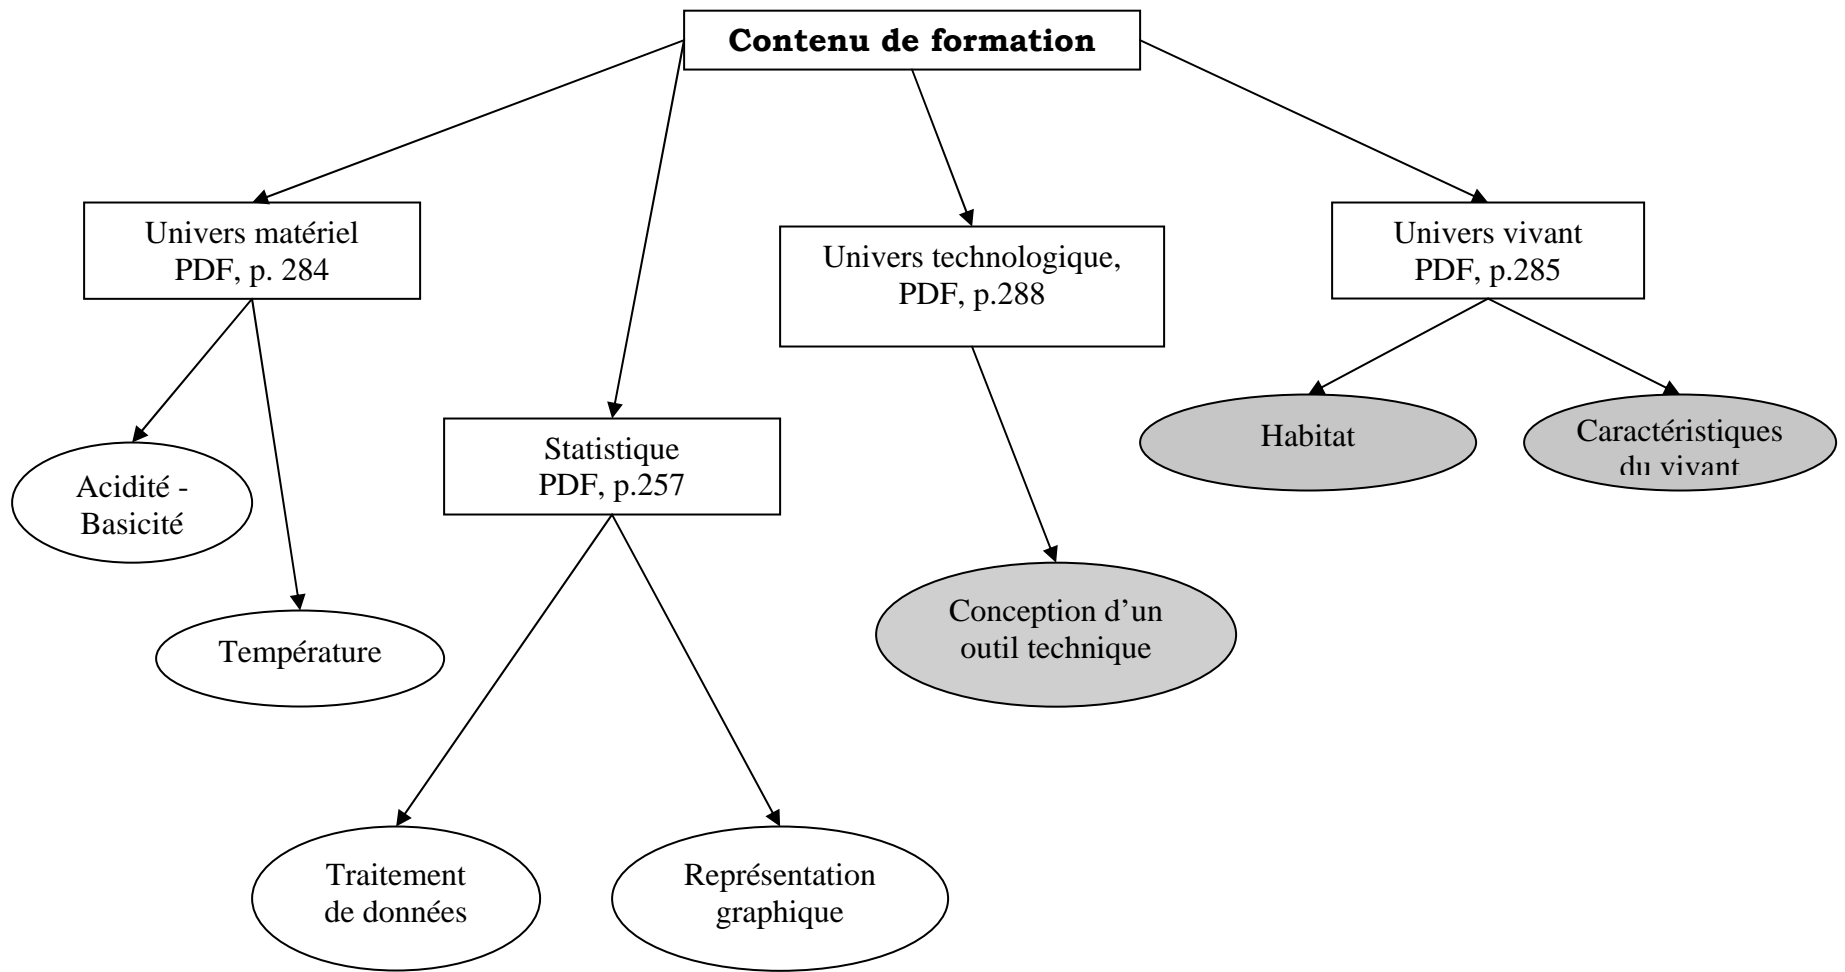 Contenu de formation
Univers matériel
PDF, p. 284
Univers technologique,
PDF, p.288
Univers vivant
PDF, p.285
Statistique
PDF, p.257
Habitat
Caractéristiques
du vivant
Acidité -
Basicité
Température
Conception d’un
outil technique
Traitement
de données
Représentation
graphique